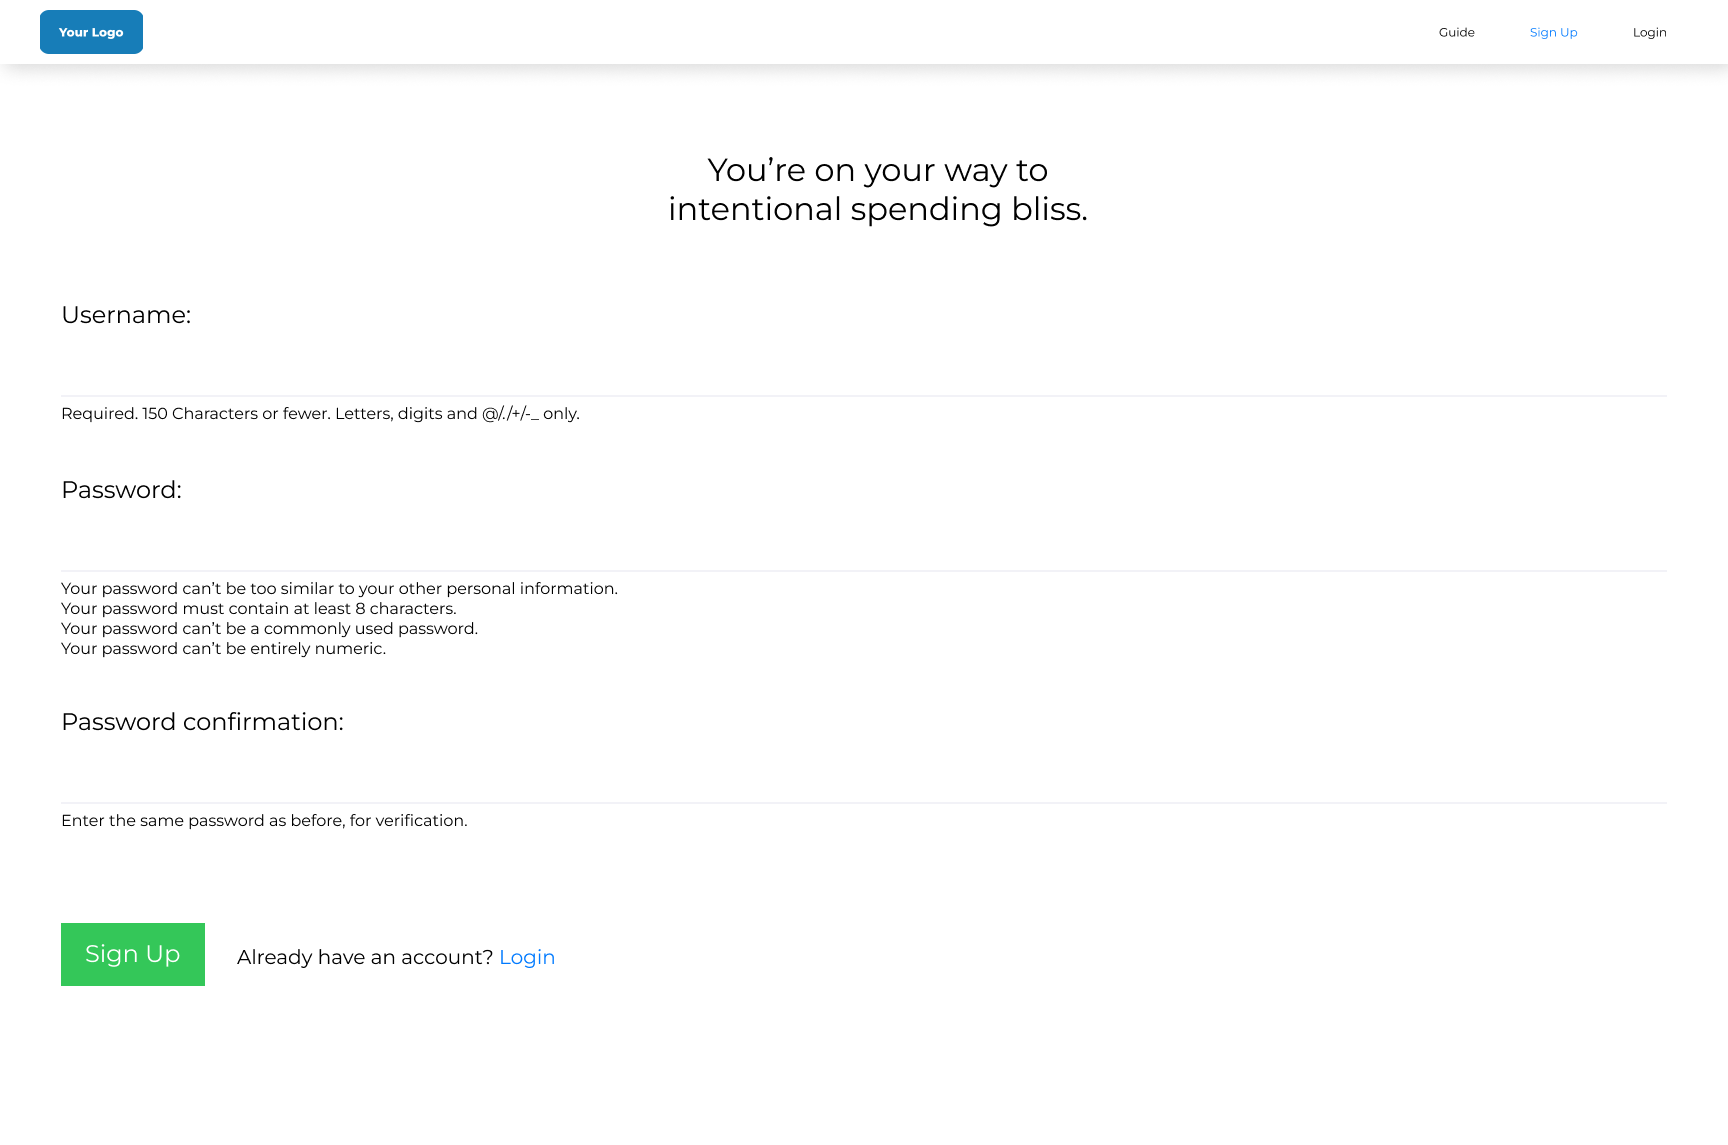 Your Logo
Guide
Sign Up
Login
You’re on your way to
intentional spending bliss.
Username:
Required. 150 Characters or fewer. Letters, digits and @/./+/-_ only.
Password:
Your password can’t be too similar to your other personal information.
Your password must contain at least 8 characters.
Your password can’t be a commonly used password.
Your password can’t be entirely numeric.
Password confirmation:
Enter the same password as before, for verification.
Sign Up
Already have an account? Login